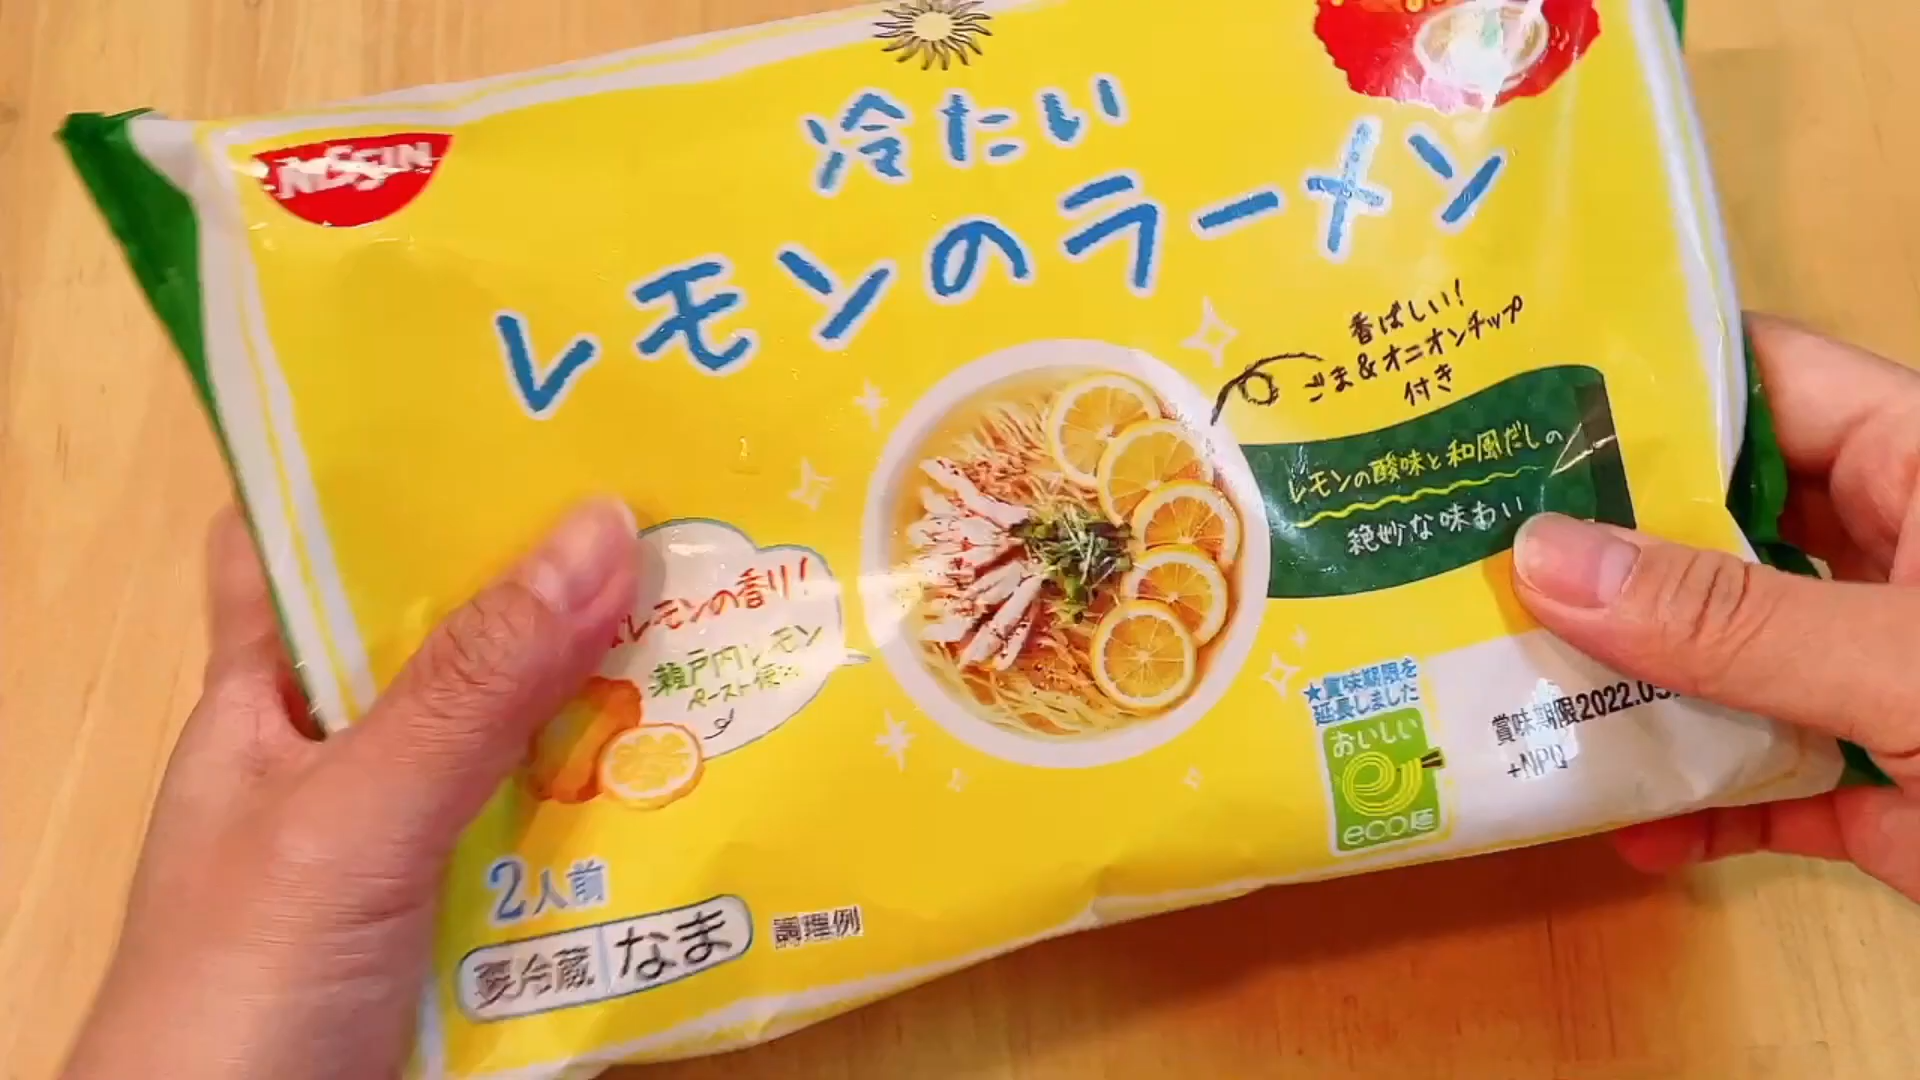 NISSIN
冷たい
レモンのラーメン
香ばしい!
ごま&オニオンチップ
付き
レモンの酸味と和風だしの
絶妙な味わい
レモンの香り!
瀬戸内レモン
ペースト使用
★賞味期限を
延長しました
おいしい
eco麺
賞味期限2022.
+NPQ
2人前
要冷蔵 なま
調理例